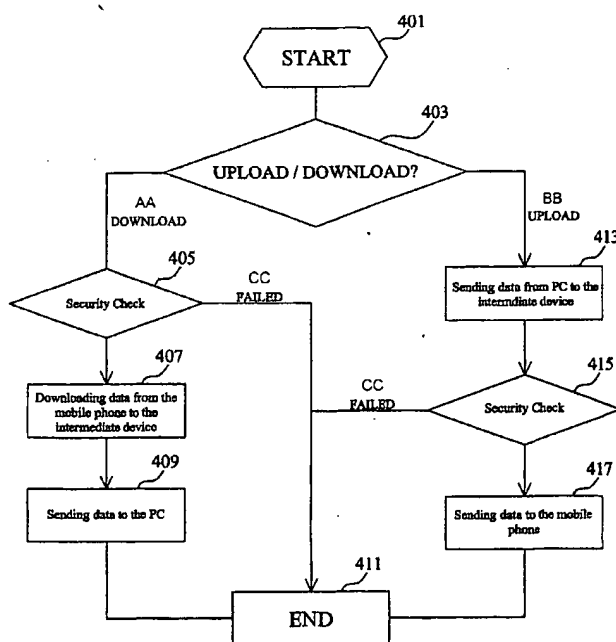 401
START
403
UPLOAD / DOWNLOAD?
AA
DOWNLOAD
BB
UPLOAD
405
Security Check
CC
FAILED
413
Sending data from PC to the
intermdiate device
407
Downloading data from the
mobile phone to the
intermediate device
CC
FAILED
415
Security Check
409
Sending data to the PC
417
Sending data to the mobile
phone
411
END